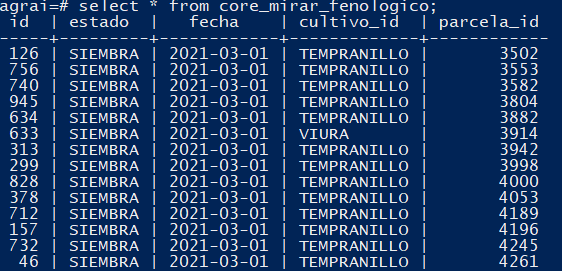 agrai=# select * from core_mirar_fenologico;
 id  | estado  |   fecha    | cultivo_id  | parcela_id
-----+---------+------------+-------------+------------
 126 | SIEMBRA | 2021-03-01 | TEMPRANILLO |       3502
 756 | SIEMBRA | 2021-03-01 | TEMPRANILLO |       3553
 740 | SIEMBRA | 2021-03-01 | TEMPRANILLO |       3582
 945 | SIEMBRA | 2021-03-01 | TEMPRANILLO |       3804
 634 | SIEMBRA | 2021-03-01 | TEMPRANILLO |       3882
 633 | SIEMBRA | 2021-03-01 | VIURA       |       3914
 313 | SIEMBRA | 2021-03-01 | TEMPRANILLO |       3942
 299 | SIEMBRA | 2021-03-01 | TEMPRANILLO |       3998
 828 | SIEMBRA | 2021-03-01 | TEMPRANILLO |       4000
 378 | SIEMBRA | 2021-03-01 | TEMPRANILLO |       4053
 712 | SIEMBRA | 2021-03-01 | TEMPRANILLO |       4189
 157 | SIEMBRA | 2021-03-01 | TEMPRANILLO |       4196
 732 | SIEMBRA | 2021-03-01 | TEMPRANILLO |       4245
  46 | SIEMBRA | 2021-03-01 | TEMPRANILLO |       4261